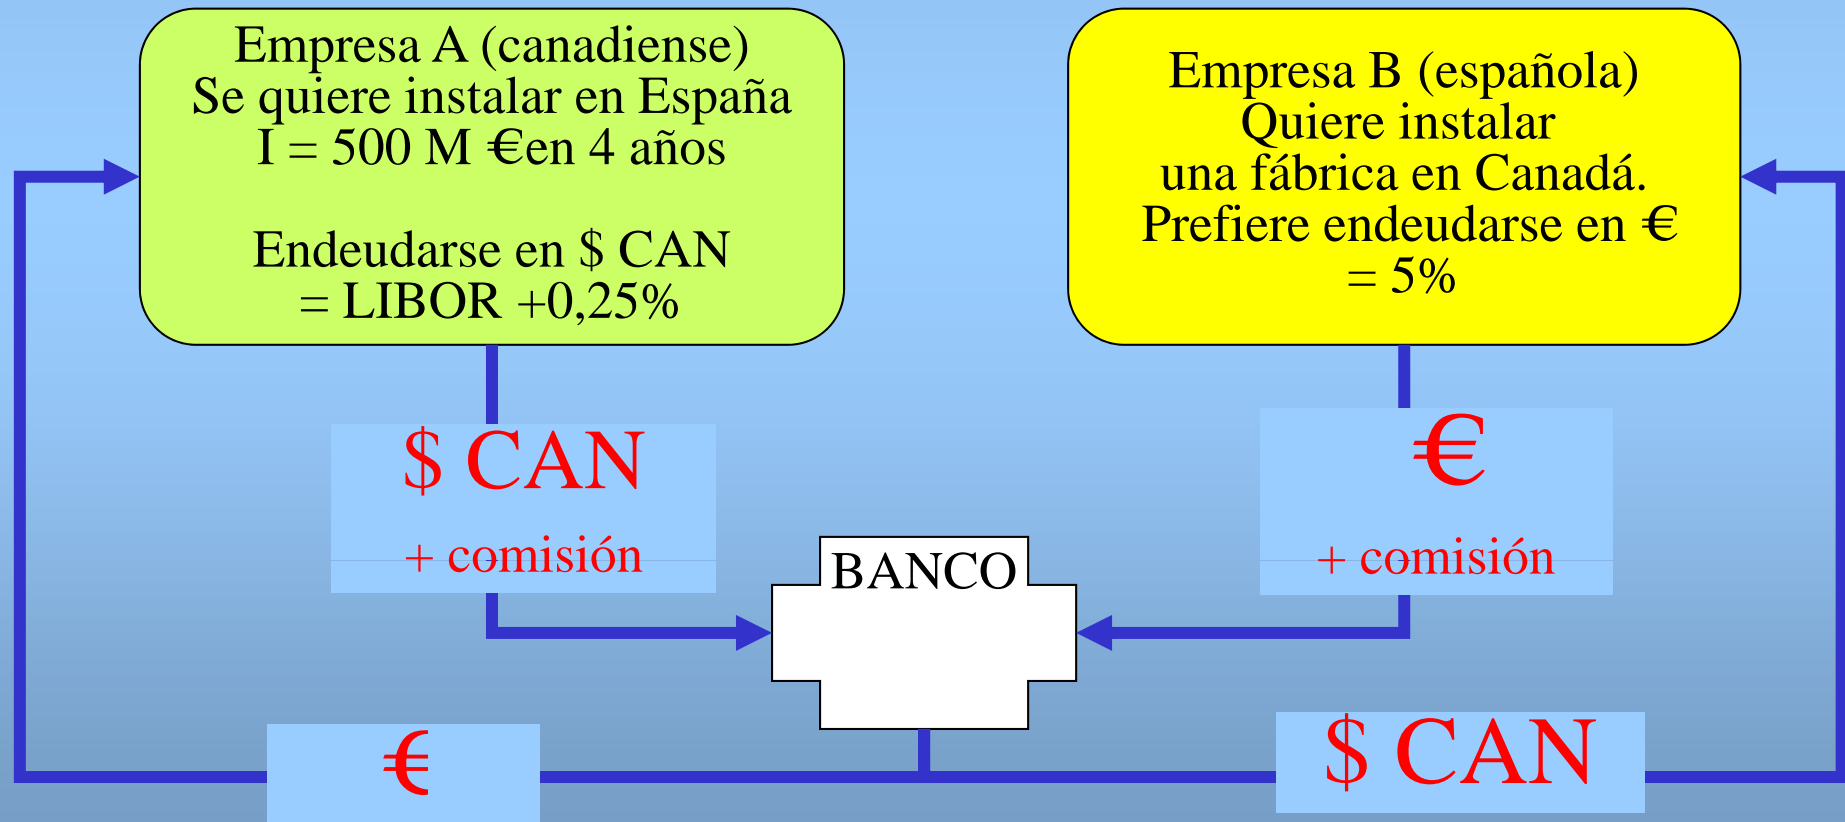 Empresa A (canadiense)
Se quiere instalar en España
I = 500 M €en 4 años
Endeudarse en $ CAN
= LIBOR +0,25%
Empresa B (española)
Quiere instalar
una fábrica en Canadá.
Prefiere endeudarse en €
= 5%
$ CAN
+ comisión
€
+ comisión
BANCO
€
$ CAN